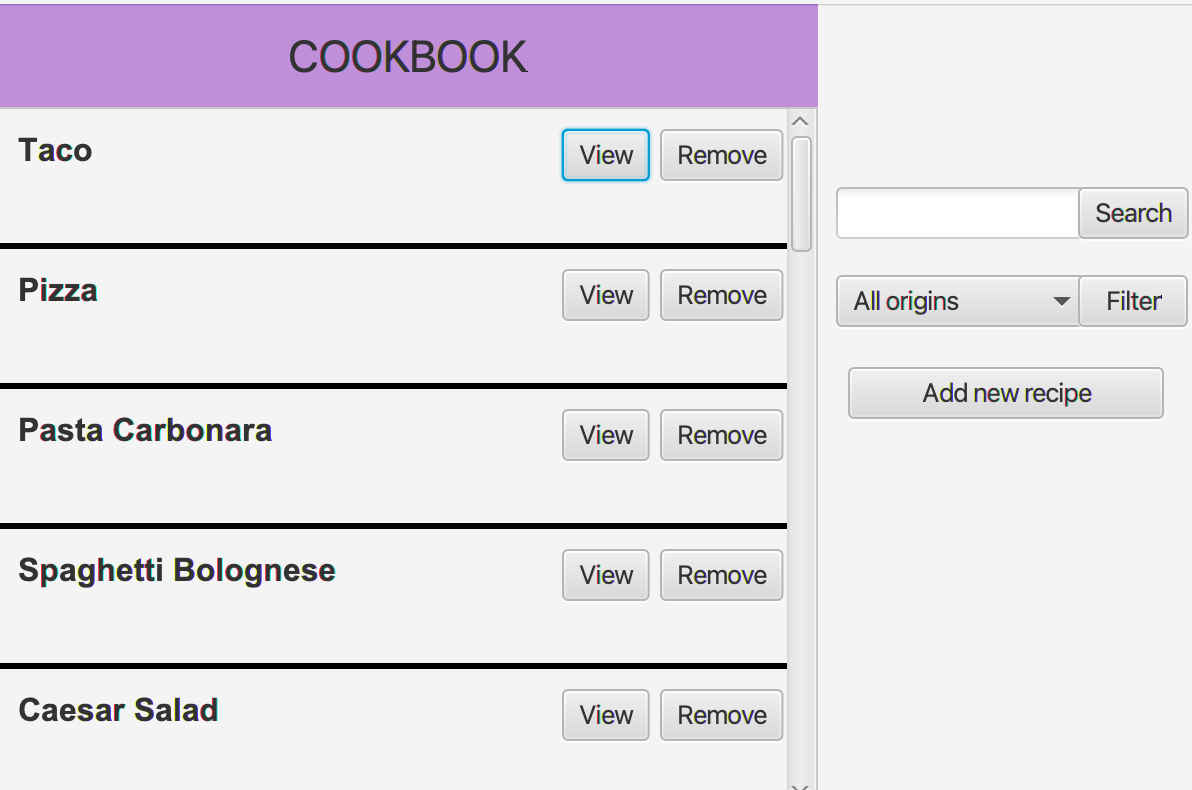 COOKBOOK
Taco View Remove
Pizza View Remove
Pasta Carbonara View Remove
Spaghetti Bolognese View Remove
Caesar Salad View Remove
Search
All origins Filter
Add new recipe